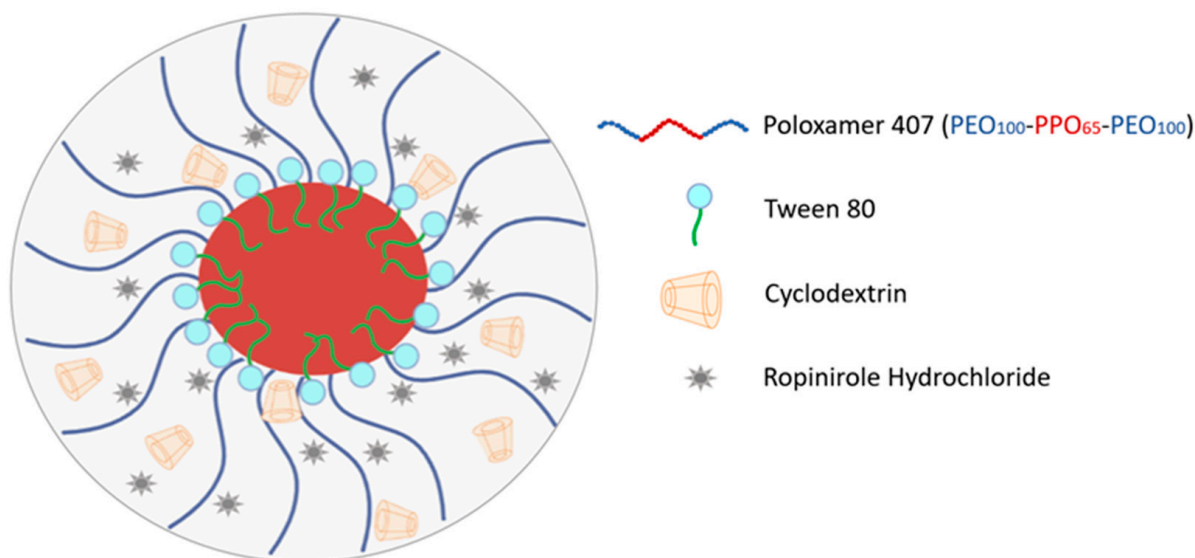 Poloxamer 407 (PEO100-PPO65-PEO100)
Tween 80
Cyclodextrin
Ropinirole Hydrochloride